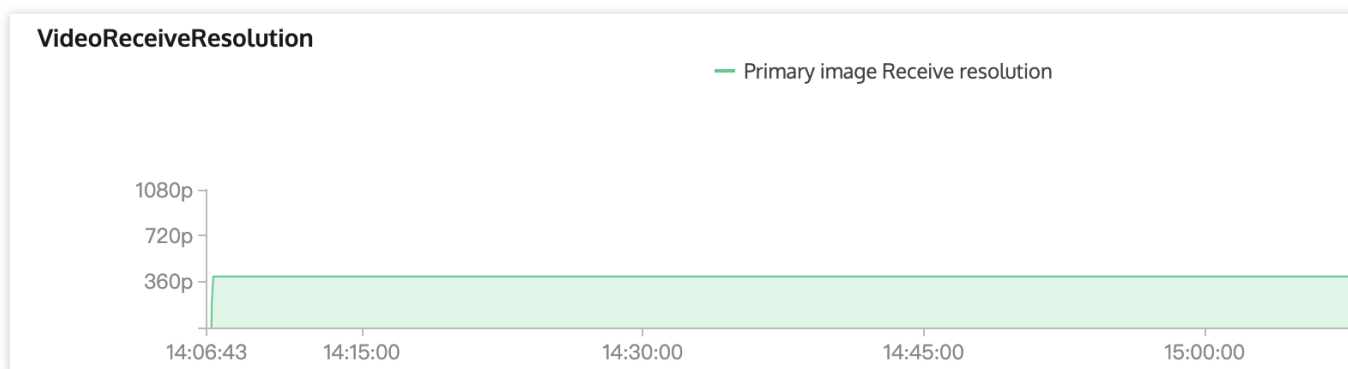 VideoReceiveResolution
Primary image Receive resolution
1080p
720p
360p
14:06:43 14:15:00 14:30:00 14:45:00 15:00:00